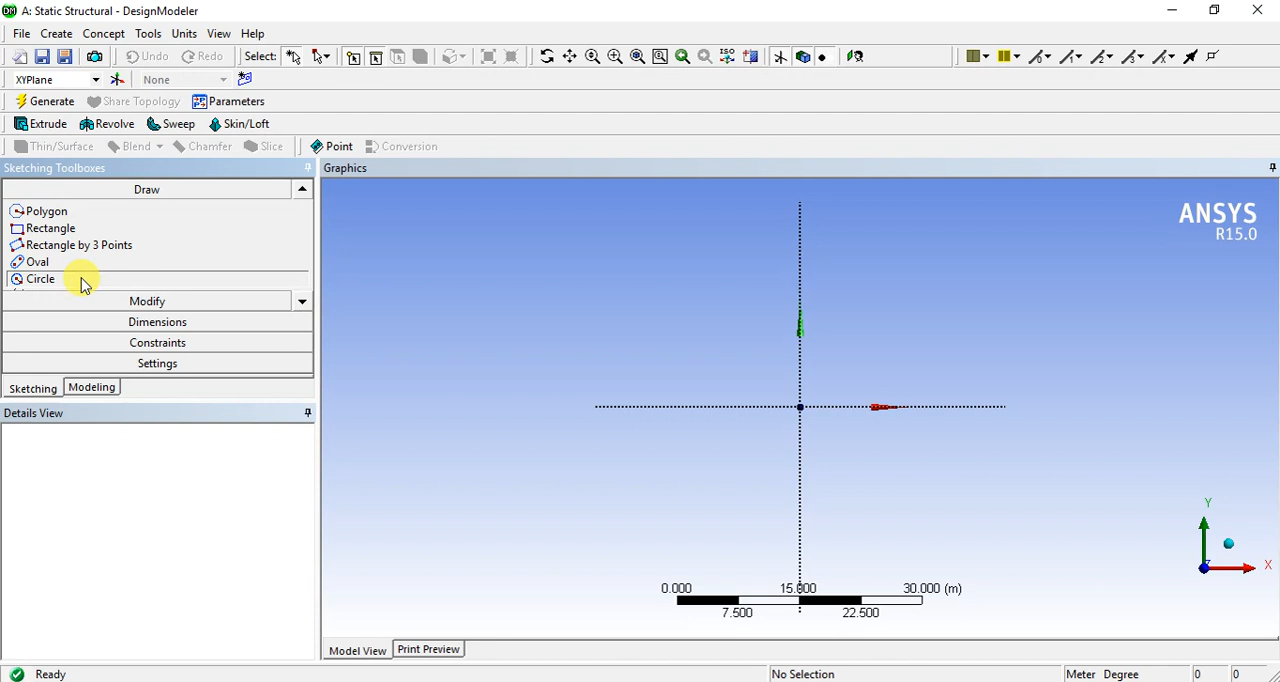 A: Static Structural - DesignModeler
File Create Concept Tools Units View Help
Undo Redo Select:
XYPlane None
Generate Share Topology Parameters
Extrude Revolve Sweep Skin/Loft
Thin/Surface Blend Chamfer Slice Point Conversion
Sketching Toolboxes
Draw
Polygon
Rectangle
Rectangle by 3 Points
Oval
Circle
Modify
Dimensions
Constraints
Settings
Sketching Modeling
Details View
Graphics
ANSYS
R15.0
Y
X
0.000 15.000 30.000 (m)
7.500 22.500
Model View Print Preview
Ready No Selection Meter Degree 0 0